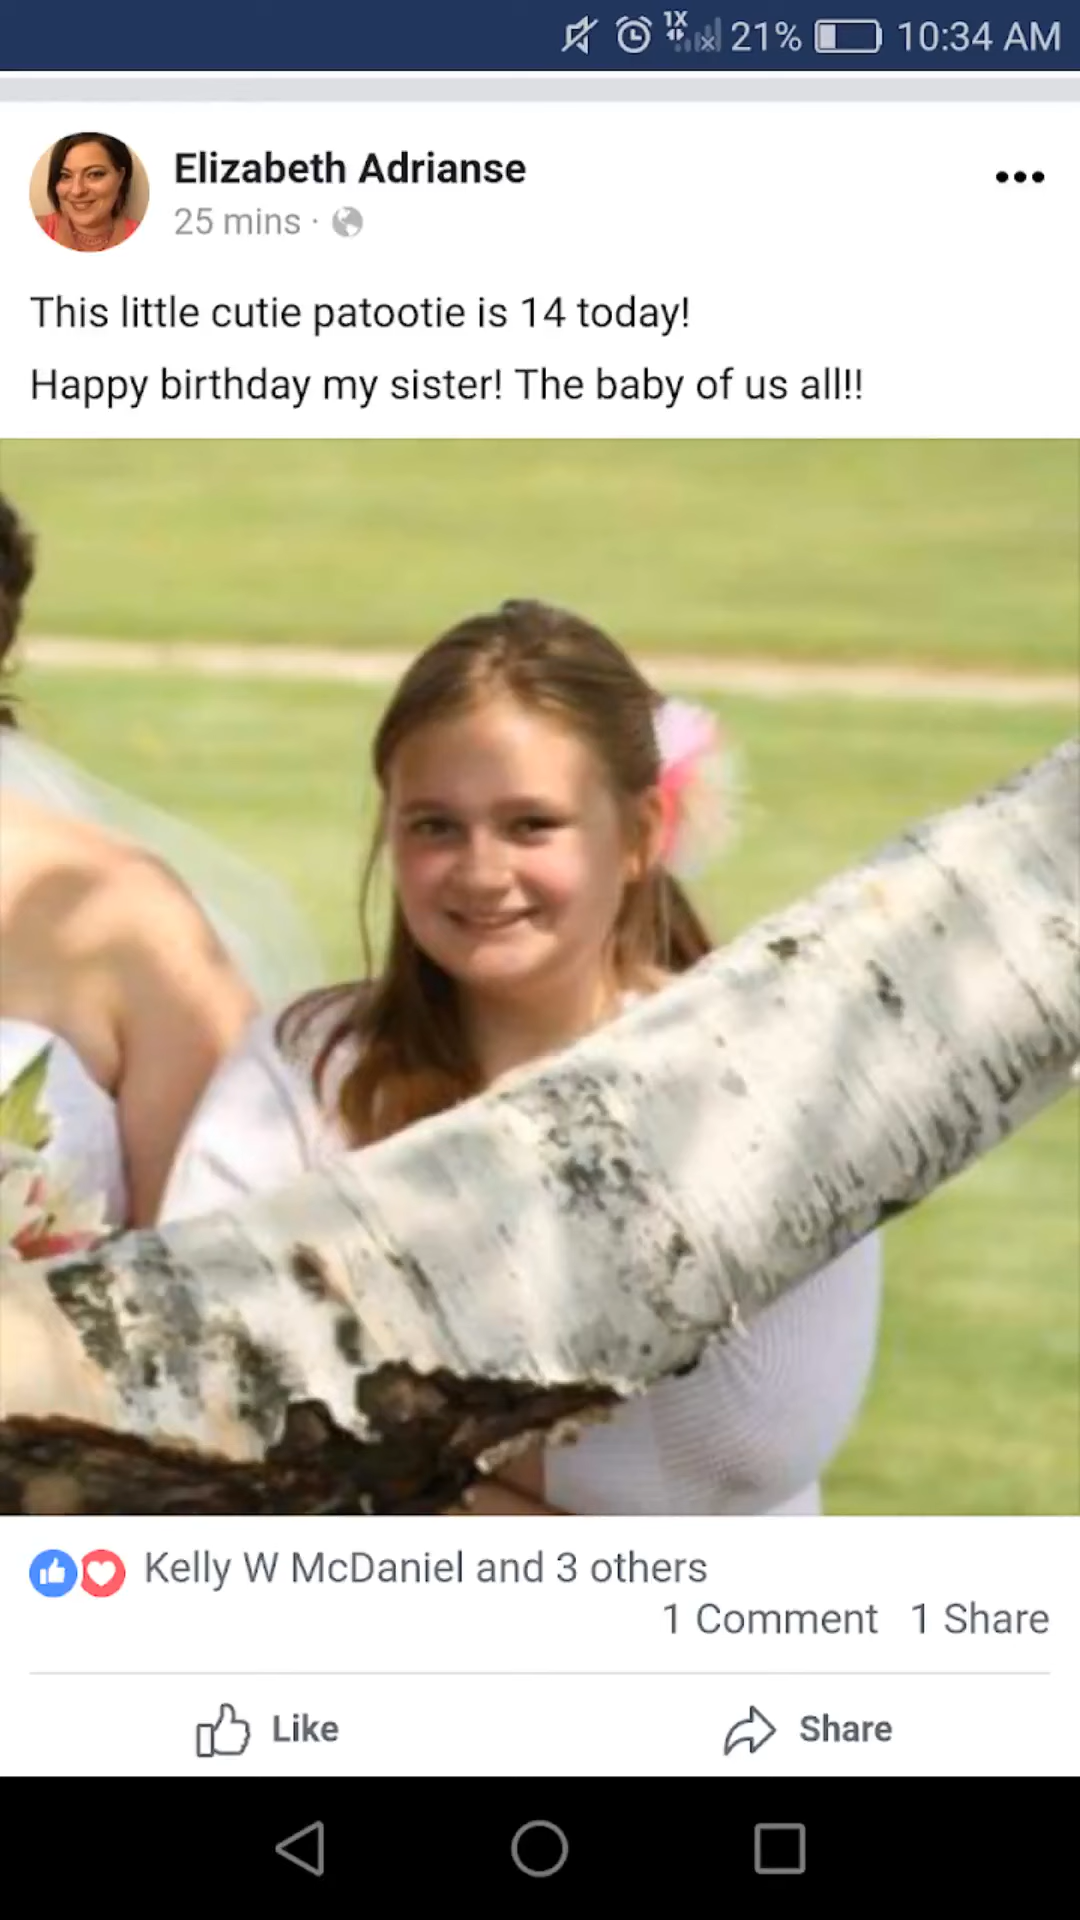 1X 21% 10:34 AM
Elizabeth Adrianse
25 mins ·
This little cutie patootie is 14 today!
Happy birthday my sister! The baby of us all!!
Kelly W McDaniel and 3 others
1 Comment 1 Share
Like Share